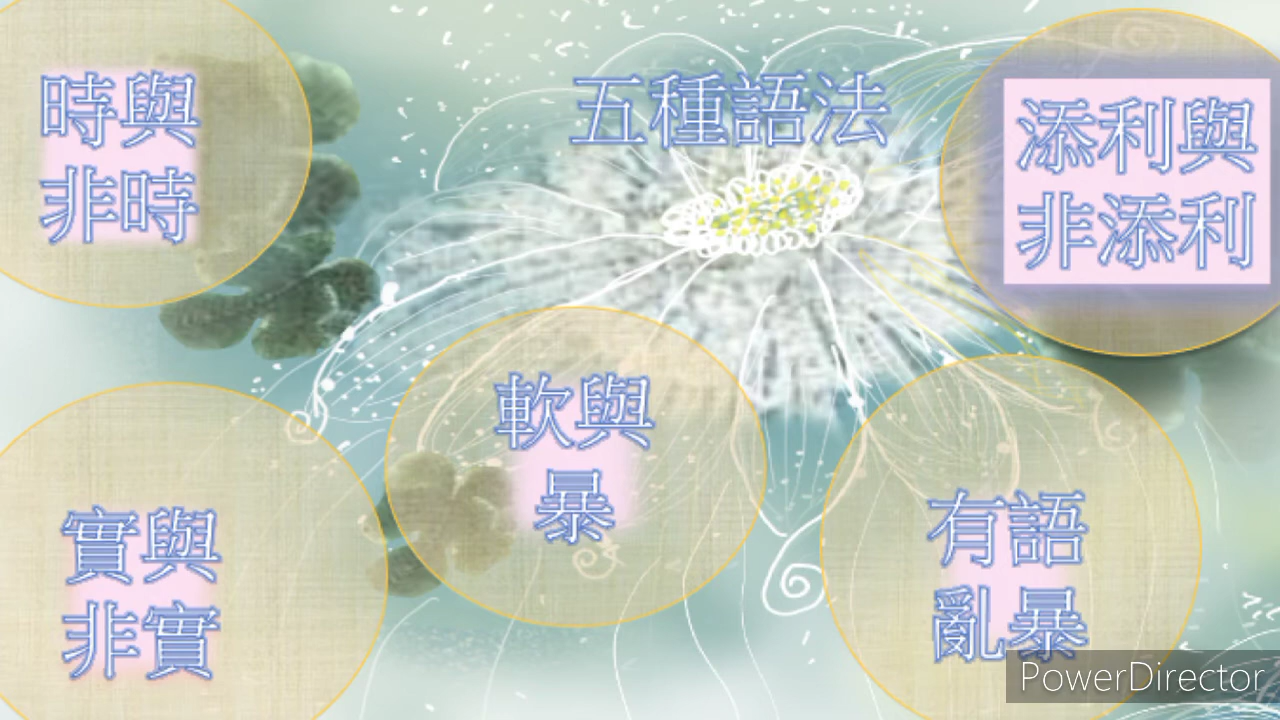 五種語法
時與
非時
添利與
非添利
軟與
暴
實與
非實
有語
亂暴
PowerDirector